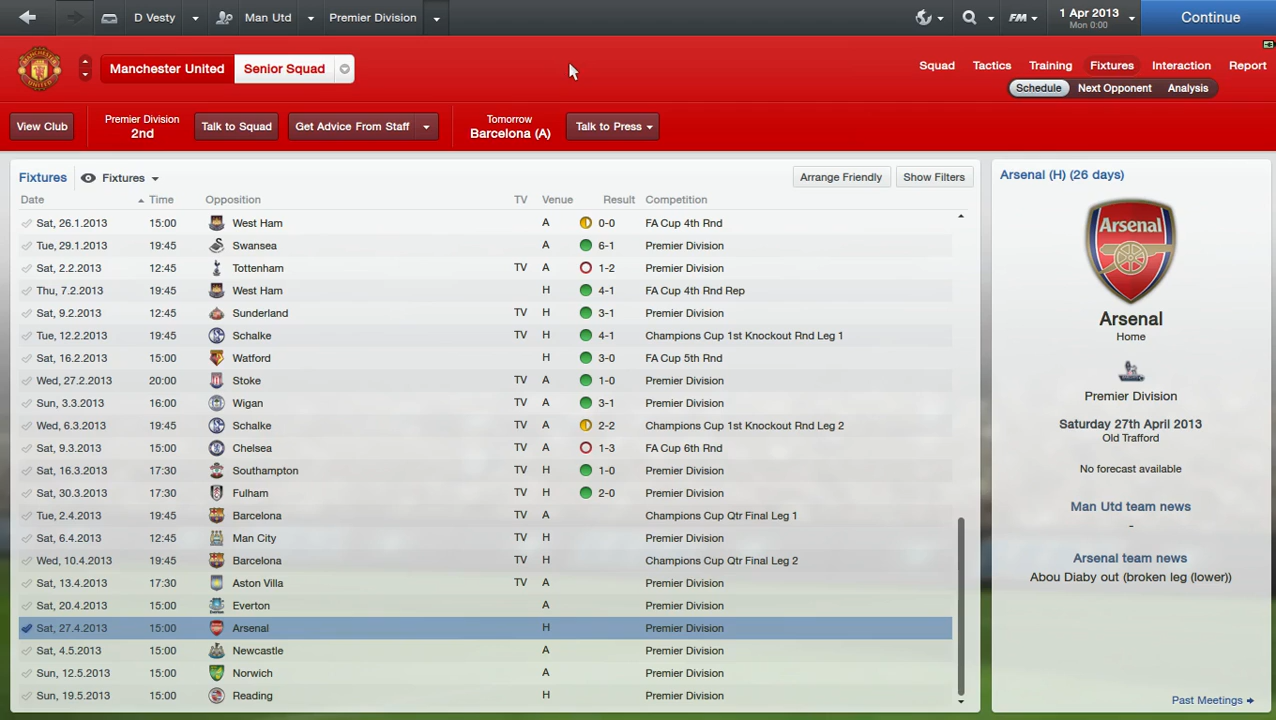 D Vesty Man Utd Premier Division FM 1 Apr 2013 Mon 0:00 Continue
Manchester United Senior Squad
Squad Tactics Training Fixtures Interaction Report
Schedule Next Opponent Analysis
View Club Premier Division 2nd Talk to Squad Get Advice From Staff Tomorrow Barcelona (A) Talk to Press
Fixtures Fixtures Arrange Friendly Show Filters
Date Time Opposition TV Venue Result Competition
Sat, 26.1.2013 15:00 West Ham A 0-0 FA Cup 4th Rnd
Tue, 29.1.2013 19:45 Swansea A 6-1 Premier Division
Sat, 2.2.2013 12:45 Tottenham TV A 1-2 Premier Division
Thu, 7.2.2013 19:45 West Ham H 4-1 FA Cup 4th Rnd Rep
Sat, 9.2.2013 12:45 Sunderland TV H 3-1 Premier Division
Tue, 12.2.2013 19:45 Schalke TV H 4-1 Champions Cup 1st Knockout Rnd Leg 1
Sat, 16.2.2013 15:00 Watford H 3-0 FA Cup 5th Rnd
Wed, 27.2.2013 20:00 Stoke TV A 1-0 Premier Division
Sun, 3.3.2013 16:00 Wigan TV A 3-1 Premier Division
Wed, 6.3.2013 19:45 Schalke TV A 2-2 Champions Cup 1st Knockout Rnd Leg 2
Sat, 9.3.2013 15:00 Chelsea TV A 1-3 FA Cup 6th Rnd
Sat, 16.3.2013 17:30 Southampton TV H 1-0 Premier Division
Sat, 30.3.2013 17:30 Fulham TV H 2-0 Premier Division
Tue, 2.4.2013 19:45 Barcelona TV A Champions Cup Qtr Final Leg 1
Sat, 6.4.2013 12:45 Man City TV H Premier Division
Wed, 10.4.2013 19:45 Barcelona TV H Champions Cup Qtr Final Leg 2
Sat, 13.4.2013 17:30 Aston Villa TV A Premier Division
Sat, 20.4.2013 15:00 Everton A Premier Division
Sat, 27.4.2013 15:00 Arsenal H Premier Division
Sat, 4.5.2013 15:00 Newcastle A Premier Division
Sun, 12.5.2013 15:00 Norwich A Premier Division
Sun, 19.5.2013 15:00 Reading H Premier Division
Arsenal (H) (26 days)
Arsenal
Arsenal
Home
Premier Division
Saturday 27th April 2013
Old Trafford
No forecast available
Man Utd team news
-
Arsenal team news
Abou Diaby out (broken leg (lower))
Past Meetings